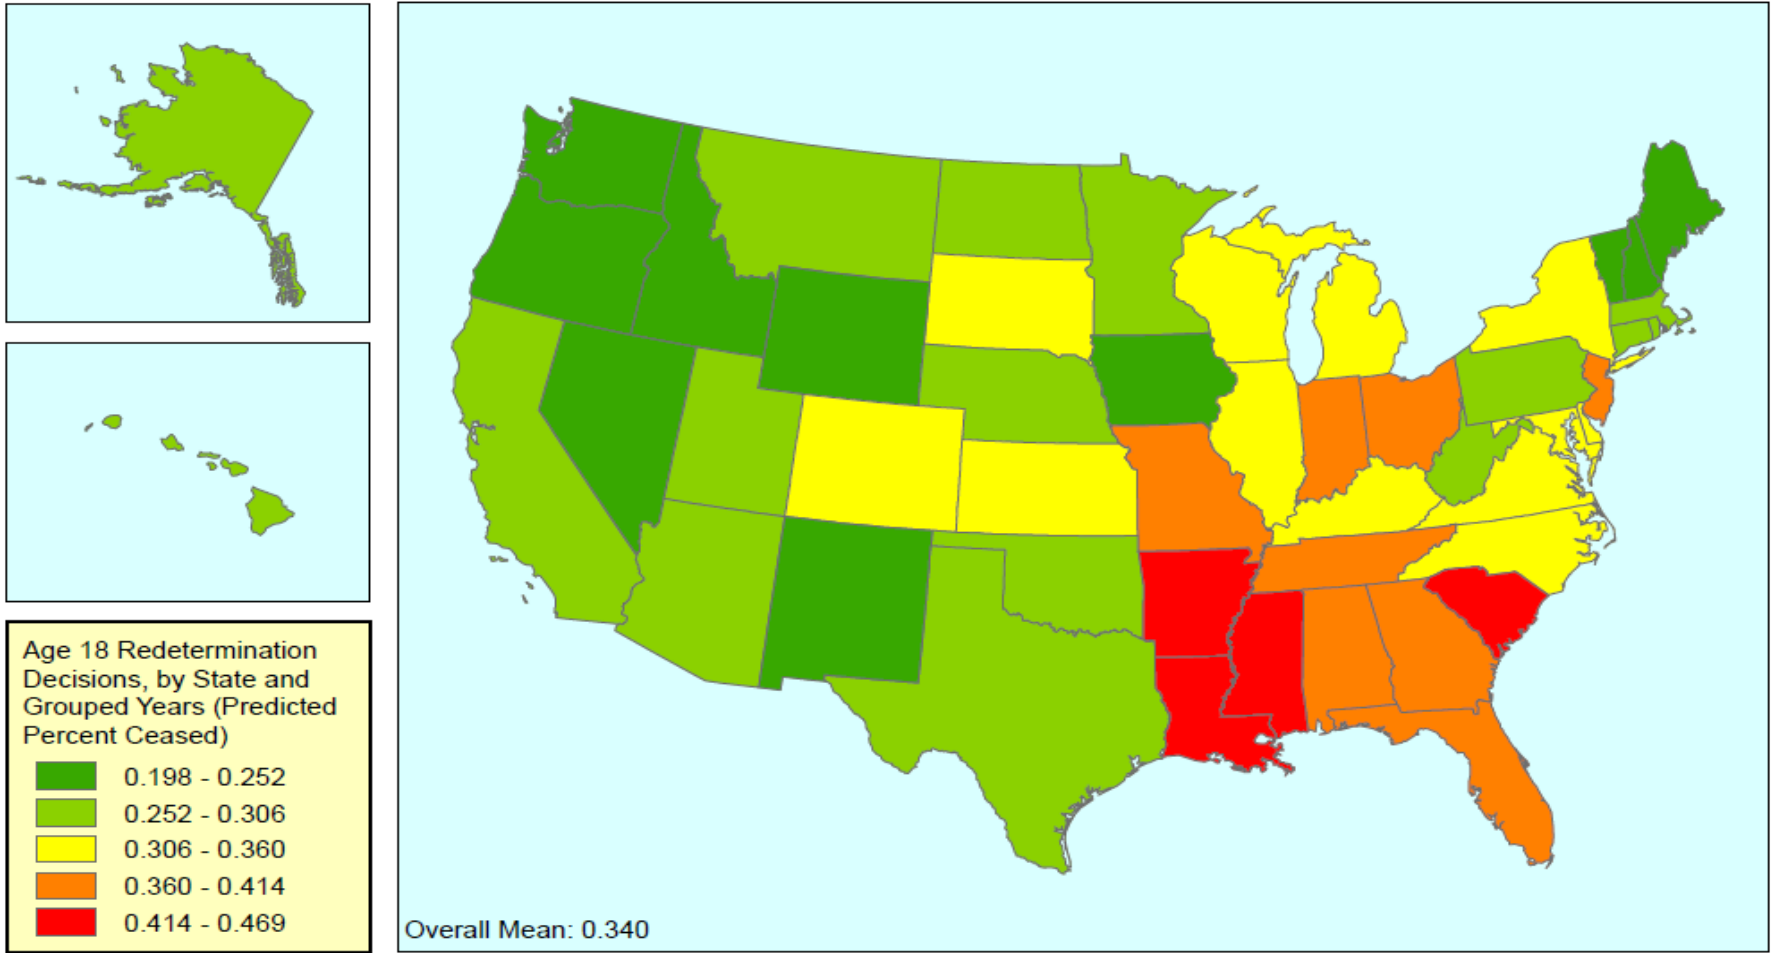 Age 18 Redetermination
Decisions, by State and
Grouped Years (Predicted
Percent Ceased)
0.198 - 0.252
0.252 - 0.306
0.306 - 0.360
0.360 - 0.414
0.414 - 0.469
Overall Mean: 0.340